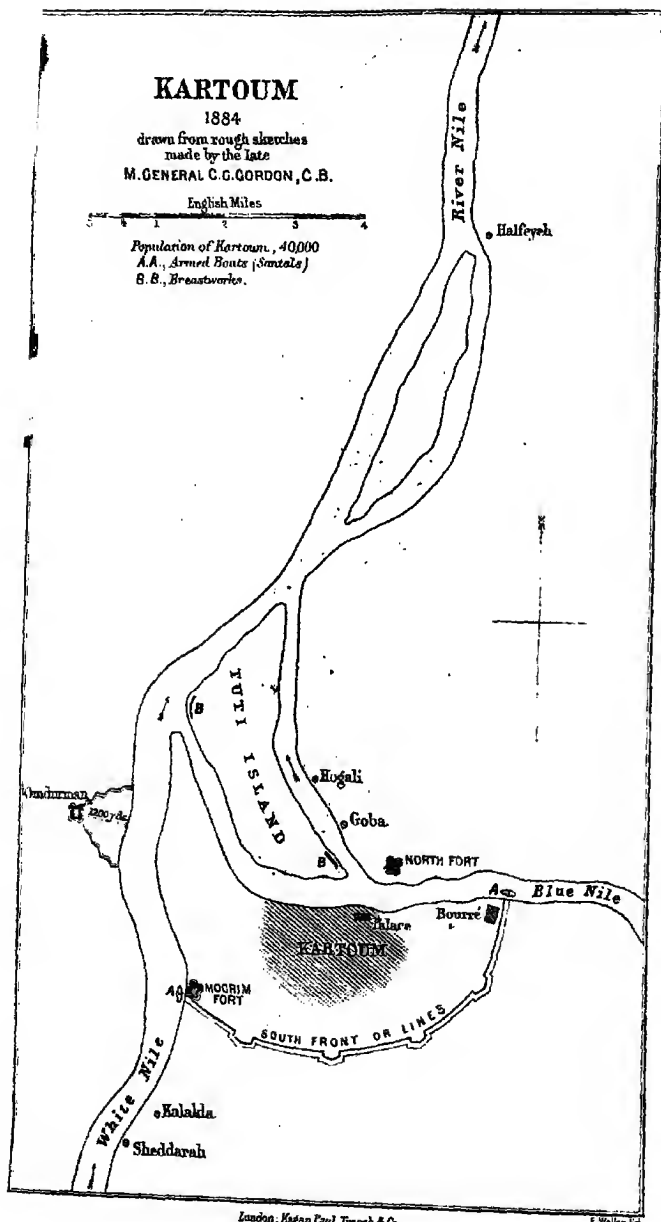 KARTOUM
1884
drawn from rough sketches
made by the late
M. GENERAL C.G. GORDON, C.B.
English Miles
1 2 3 4
Population of Kartoum, 40,000
A.A., Armed Boats (Santals)
B.B., Breastworks.
River Nile
Halfeyeh
TUTI ISLAND
B
Omdurman
1200 yds.
Hogali
Goba
B
NORTH FORT
A
Blue Nile
Palace
Bourré
KARTOUM
A
MOGRIM
FORT
SOUTH FRONT OR LINES
White Nile
Kalakla
Sheddarah
London: Kegan Paul, Trench & Co.